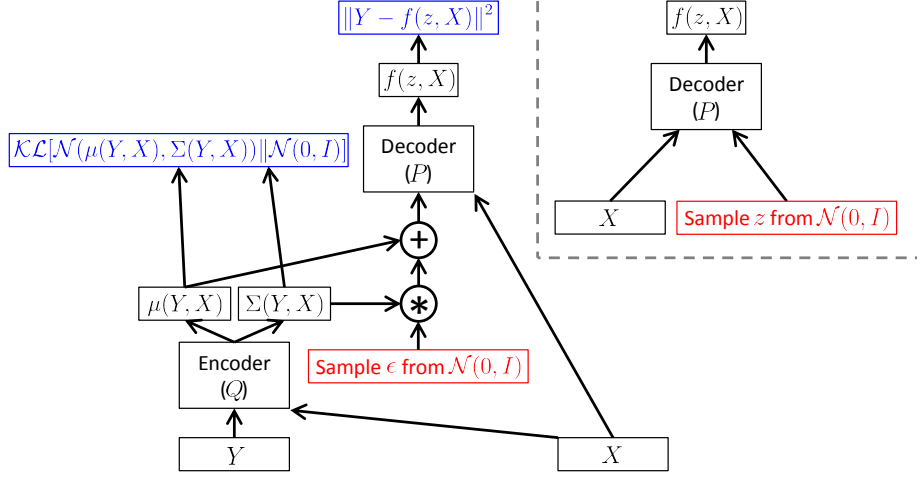 ‖Y − f(z, X)‖²
f(z, X)
Decoder
(P)
𝒦ℒ[𝒩(μ(Y, X), Σ(Y, X))‖𝒩(0, I)]
+
μ(Y, X)
Σ(Y, X)
*
Encoder
(Q)
Sample ϵ from 𝒩(0, I)
Y
X
f(z, X)
Decoder
(P)
X
Sample z from 𝒩(0, I)